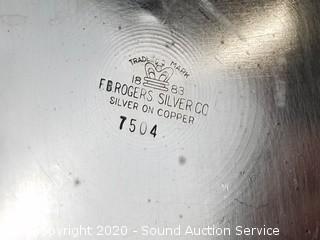 TRADE MARK
18 83
F.B.ROGERS SILVER CO
SILVER ON COPPER
7504
Copyright 2020 - Sound Auction Service